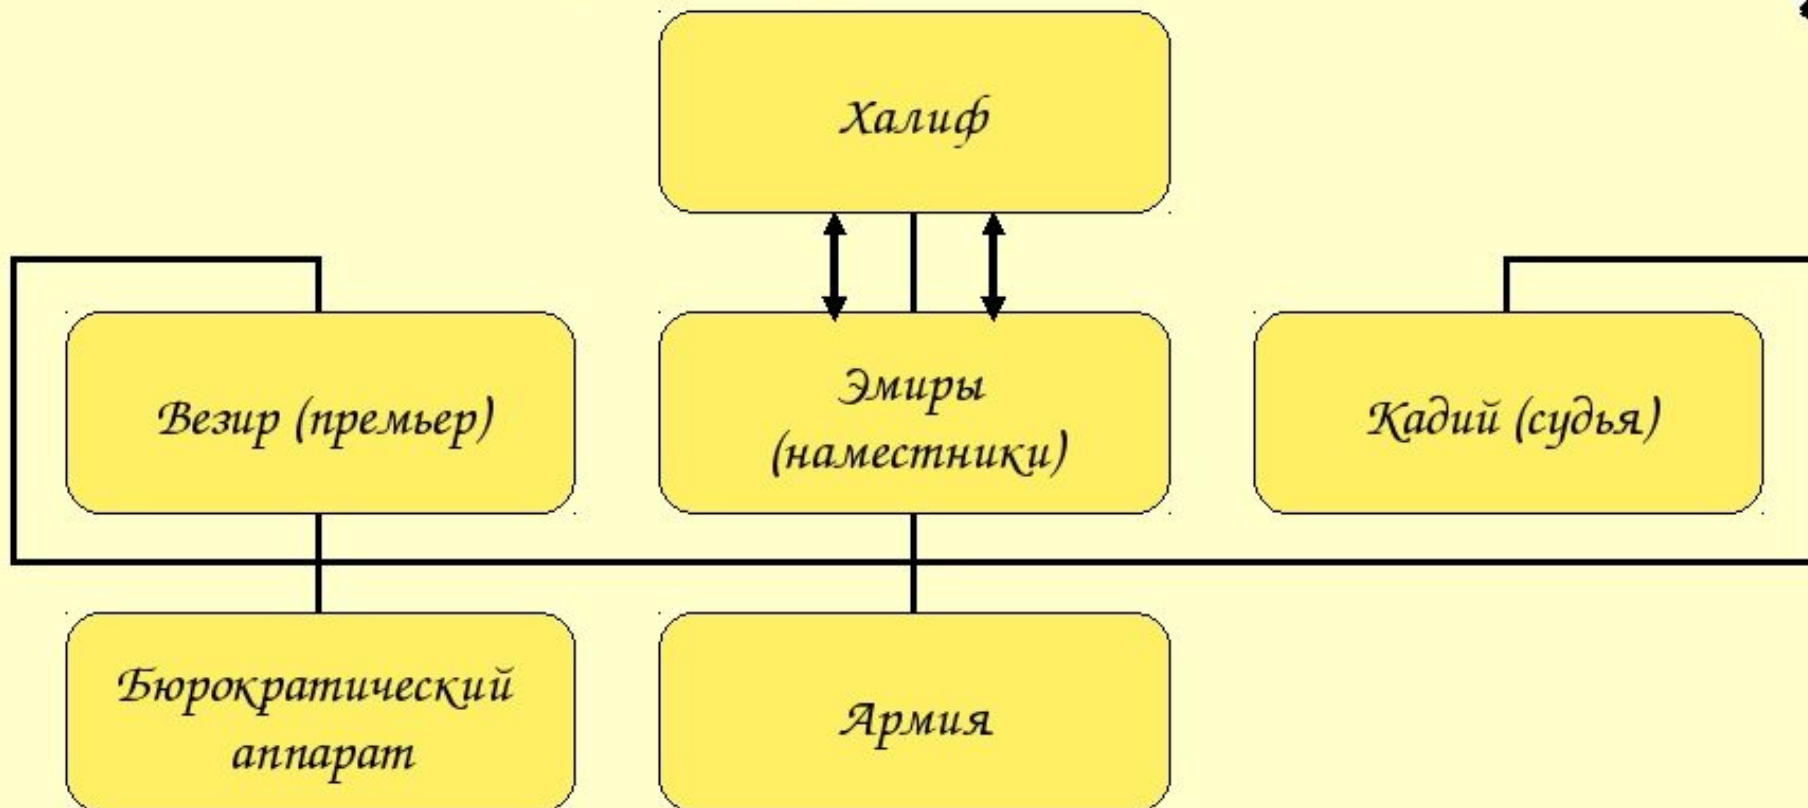 Халиф
Везир (премьер)
Эмиры
(наместники)
Кадий (судья)
Бюрократический
аппарат
Армия